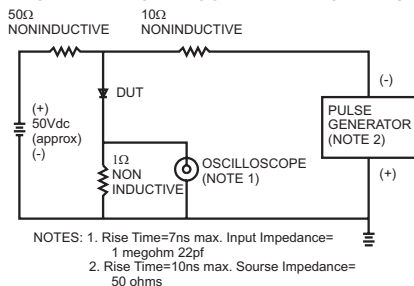 50Ω
NONINDUCTIVE
10Ω
NONINDUCTIVE
(+)
50Vdc
(approx)
(-)
DUT
1Ω
NON
INDUCTIVE
OSCILLOSCOPE
(NOTE 1)
(-)
PULSE
GENERATOR
(NOTE 2)
(+)
NOTES: 1. Rise Time=7ns max. Input Impedance=
1 megohm 22pf
2. Rise Time=10ns max. Sourse Impedance=
50 ohms